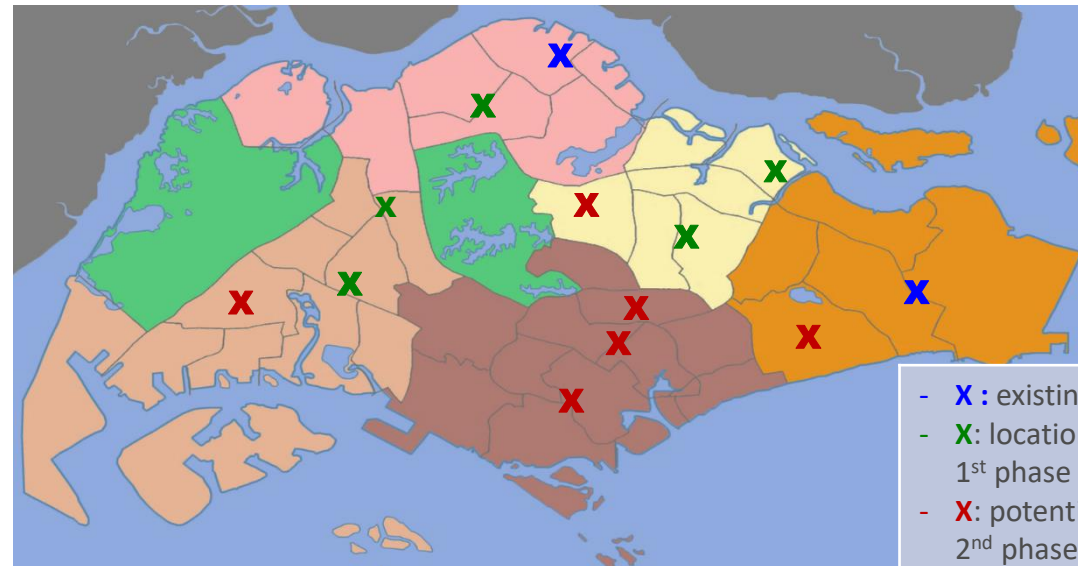 - X : existin
- X: locatio
1st phase
- X: potent
2nd phase